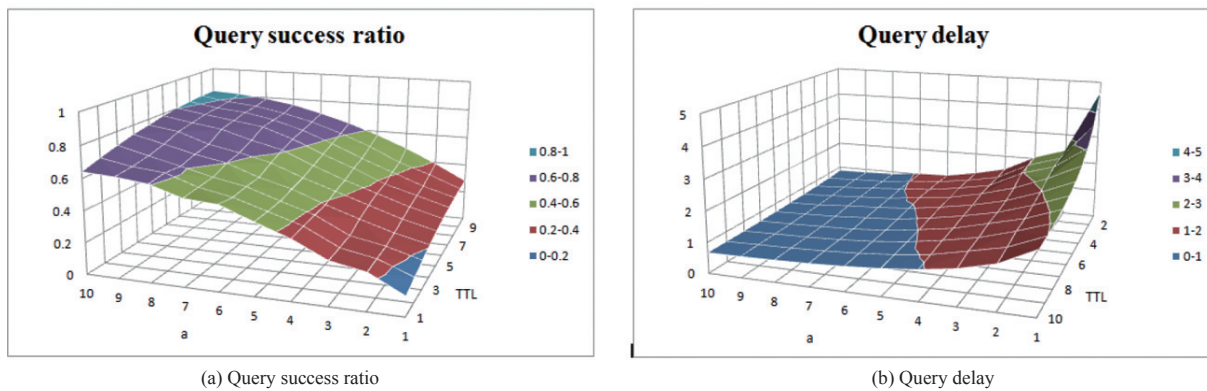 Query success ratio
1
0.8
0.6
0.4
0.2
0
10 9 8 7 6 5 4 3 2 1
a
1 3 5 7 9
TTL
0.8-1
0.6-0.8
0.4-0.6
0.2-0.4
0-0.2
(a) Query success ratio
Query delay
5
4
3
2
1
0
10 9 8 7 6 5 4 3 2 1
a
2
4
6
8
10
TTL
4-5
3-4
2-3
1-2
0-1
(b) Query delay